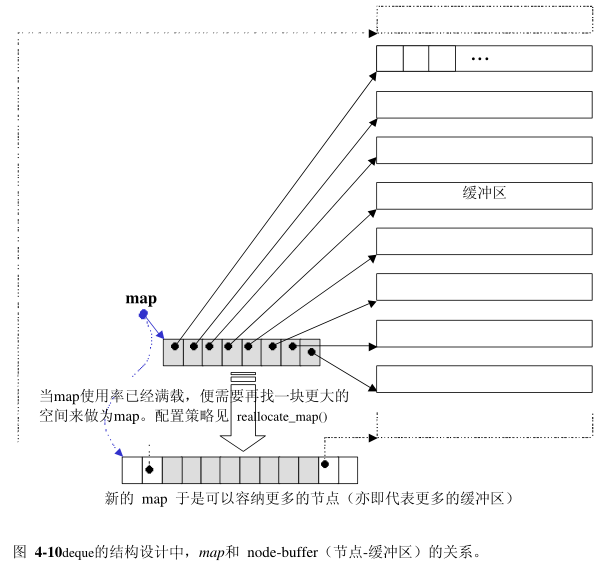 ...
缓冲区
map
当map使用率已经满载，便需要再找一块更大的
空间来做为map。配置策略见 reallocate_map()
新的 map 于是可以容纳更多的节点（亦即代表更多的缓冲区）
图 4-10deque的结构设计中，map和 node-buffer（节点-缓冲区）的关系。